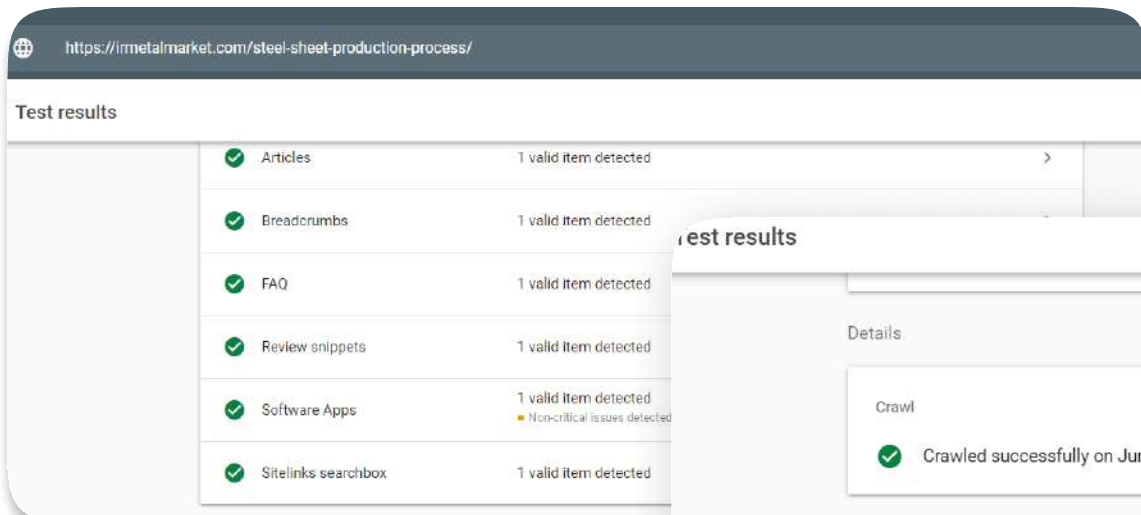 https://irmetalmarket.com/steel-sheet-production-process/
Test results
Articles 1 valid item detected
Breadcrumbs 1 valid item detected
FAQ 1 valid item detected
Review snippets 1 valid item detected
Software Apps 1 valid item detected
Non-critical issues detected
Sitelinks searchbox 1 valid item detected
Test results
Details
Crawl
Crawled successfully on